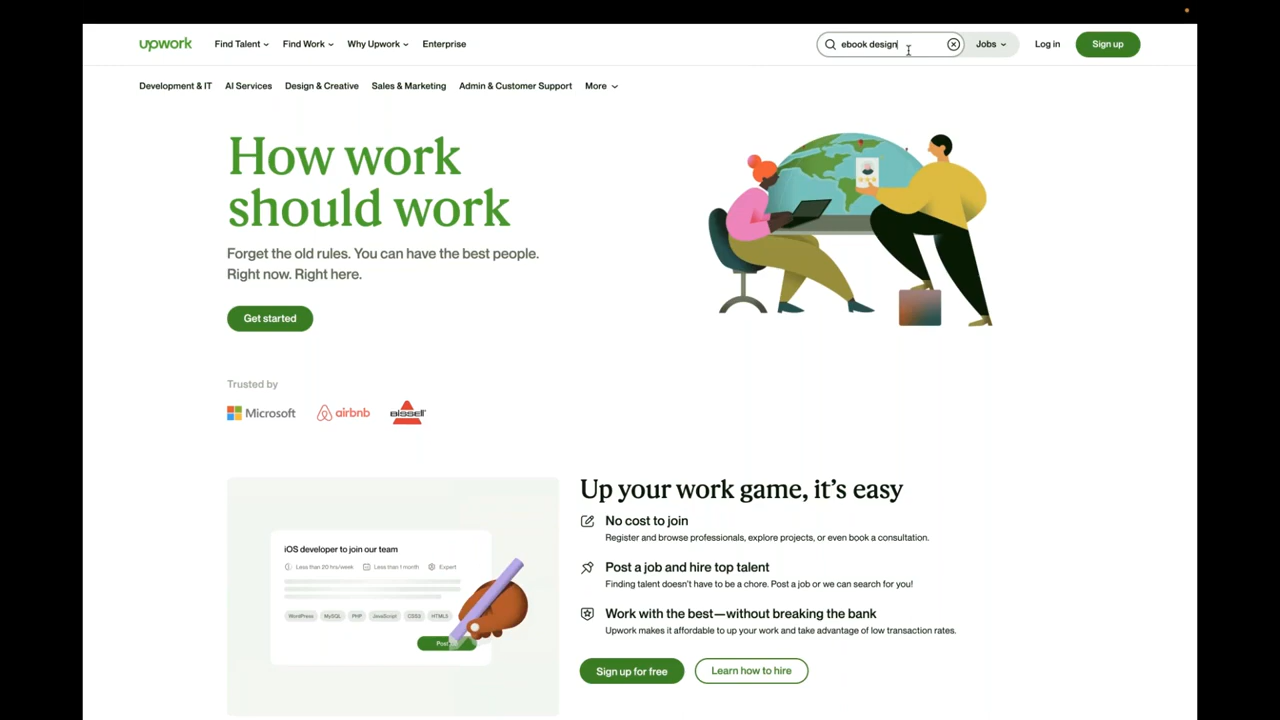 upwork Find Talent Find Work Why Upwork Enterprise ebook design Jobs Log in Sign up
Development & IT AI Services Design & Creative Sales & Marketing Admin & Customer Support More
How work
should work
Forget the old rules. You can have the best people.
Right now. Right here.
Get started
Trusted by
Microsoft airbnb BISSELL
Up your work game, it's easy
No cost to join
Register and browse professionals, explore projects, or even book a consultation.
iOS developer to join our team
Less than 20 hrs/week Less than 1 month Expert
Post a job and hire top talent
Finding talent doesn't have to be a chore. Post a job or we can search for you!
WordPress MySQL PHP JavaScript CSS3 HTML5
Work with the best—without breaking the bank
Upwork makes it affordable to up your work and take advantage of low transaction rates.
Sign up for free Learn how to hire